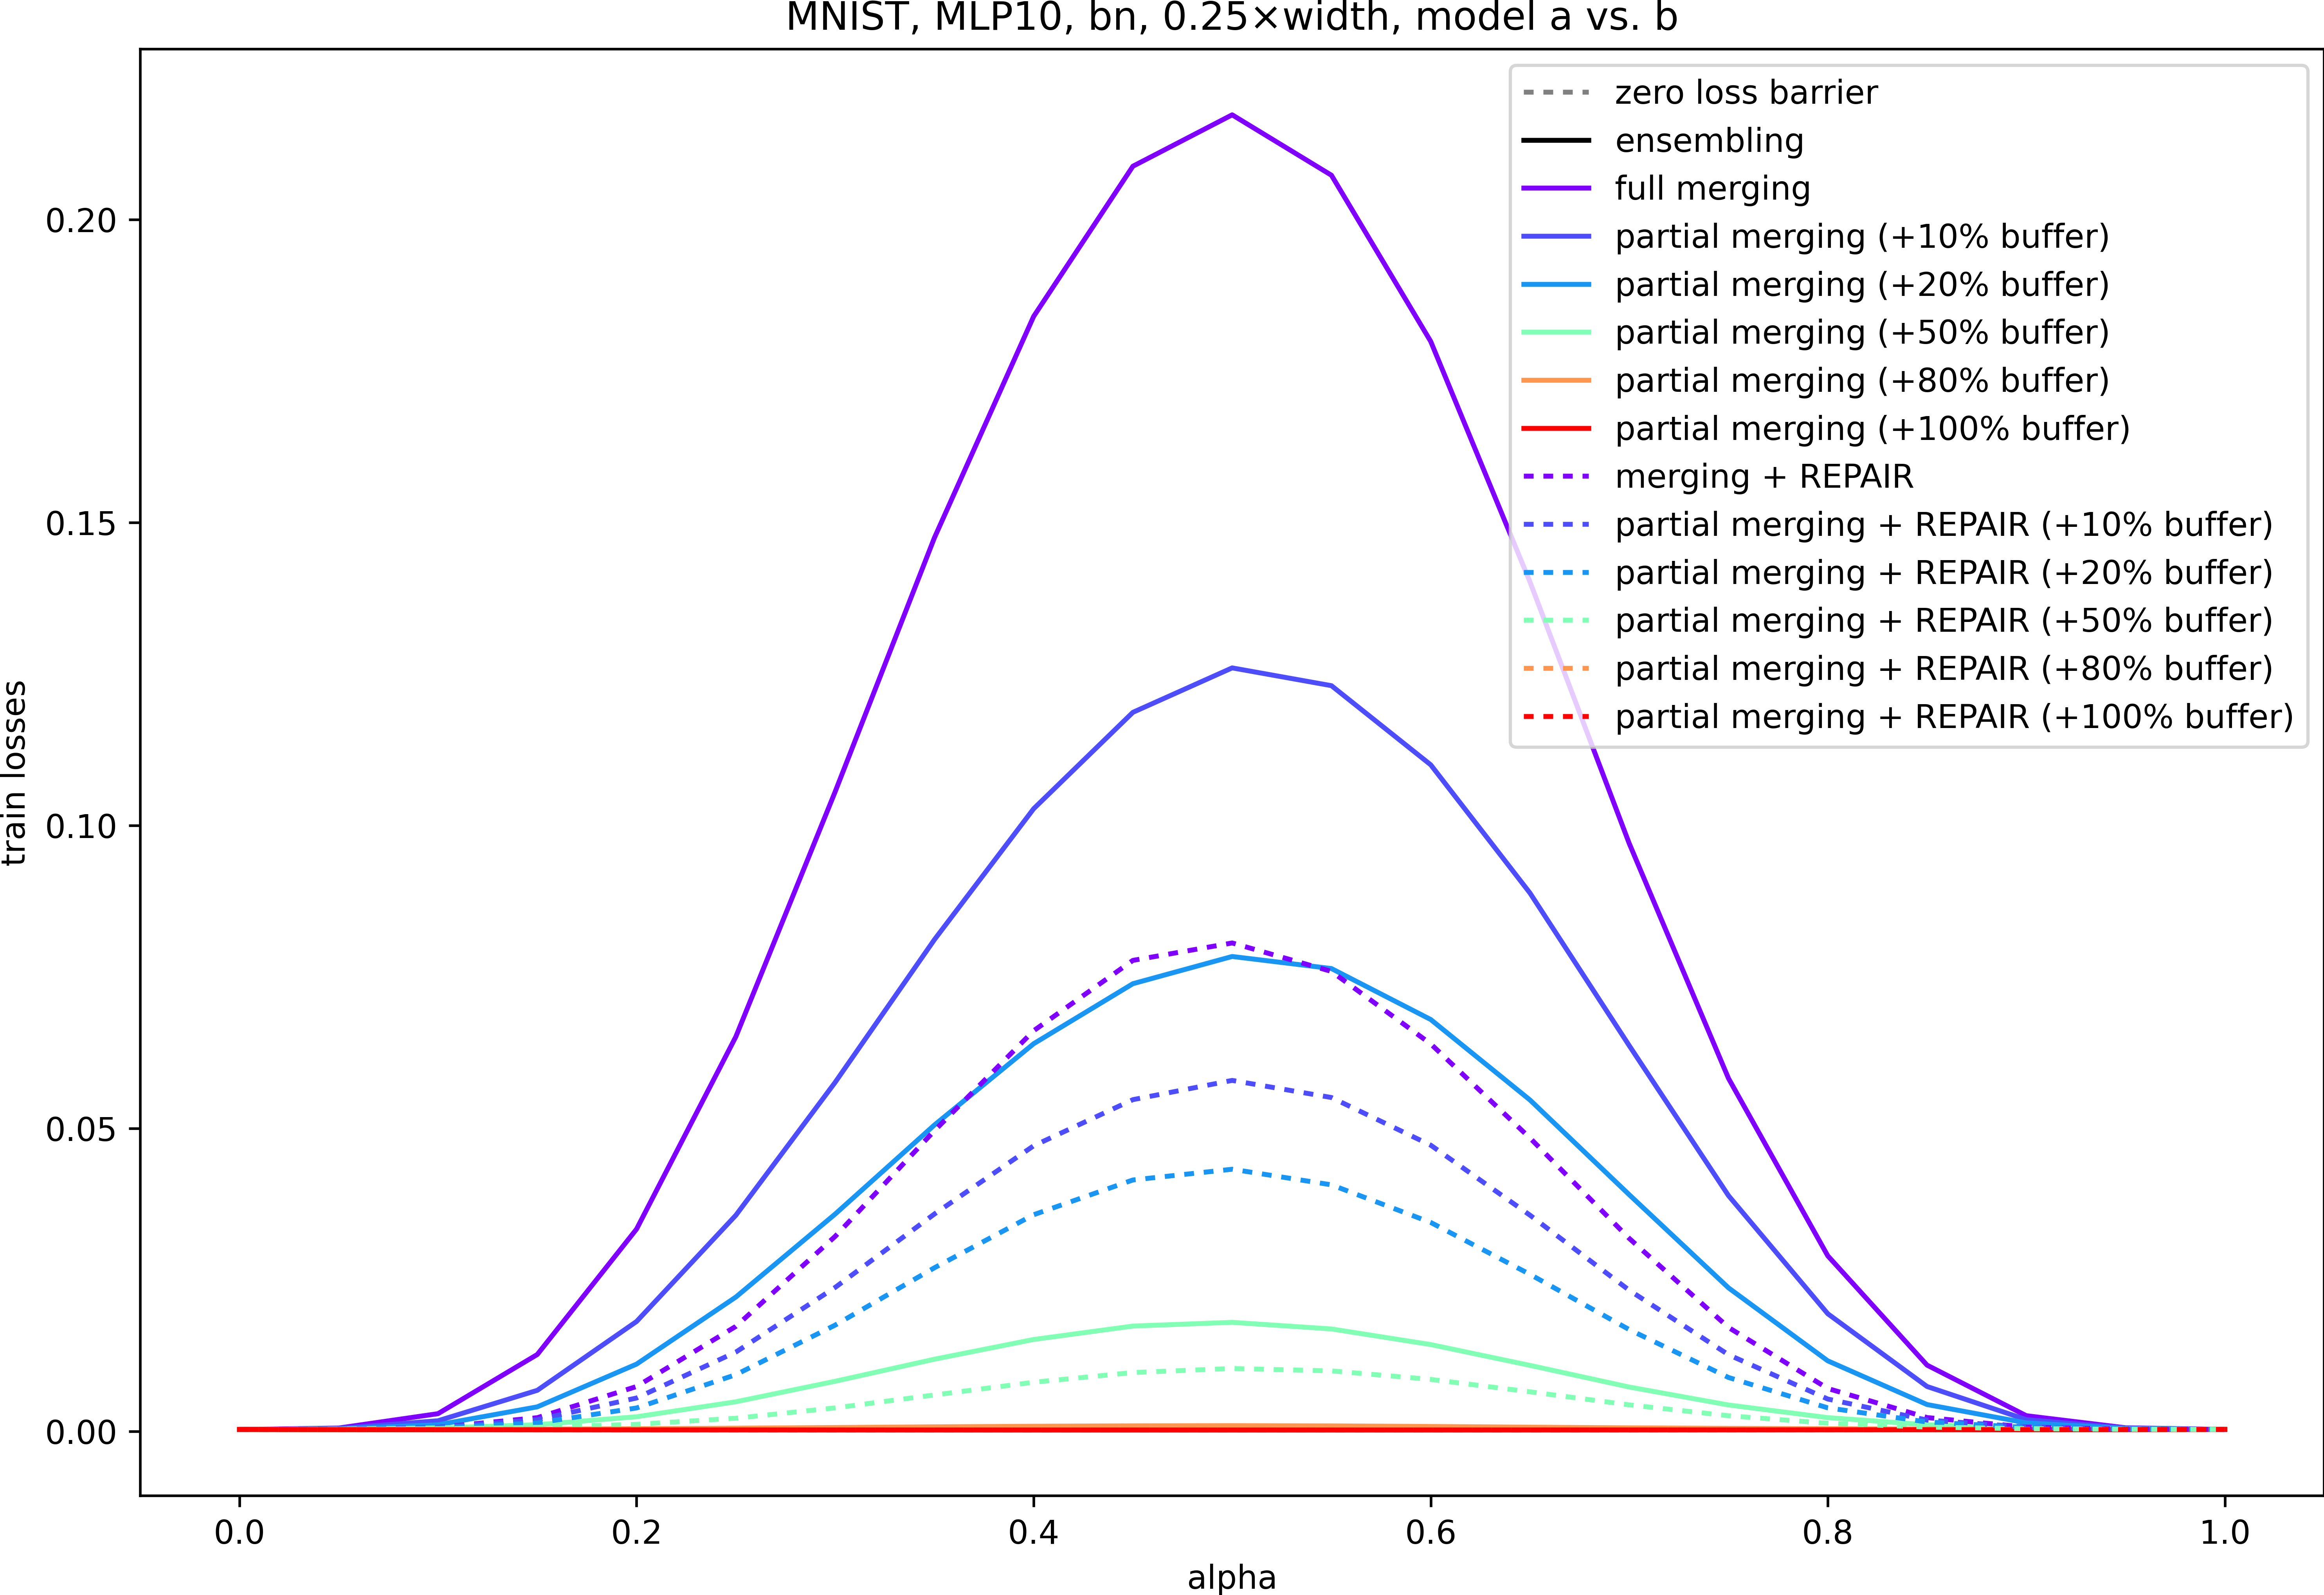 MNIST, MLP10, bn, 0.25×width, model a vs. b
zero loss barrier
ensembling
full merging
partial merging (+10% buffer)
partial merging (+20% buffer)
partial merging (+50% buffer)
partial merging (+80% buffer)
partial merging (+100% buffer)
merging + REPAIR
partial merging + REPAIR (+10% buffer)
partial merging + REPAIR (+20% buffer)
partial merging + REPAIR (+50% buffer)
partial merging + REPAIR (+80% buffer)
partial merging + REPAIR (+100% buffer)
train losses
0.20
0.15
0.10
0.05
0.00
0.0 0.2 0.4 0.6 0.8 1.0
alpha